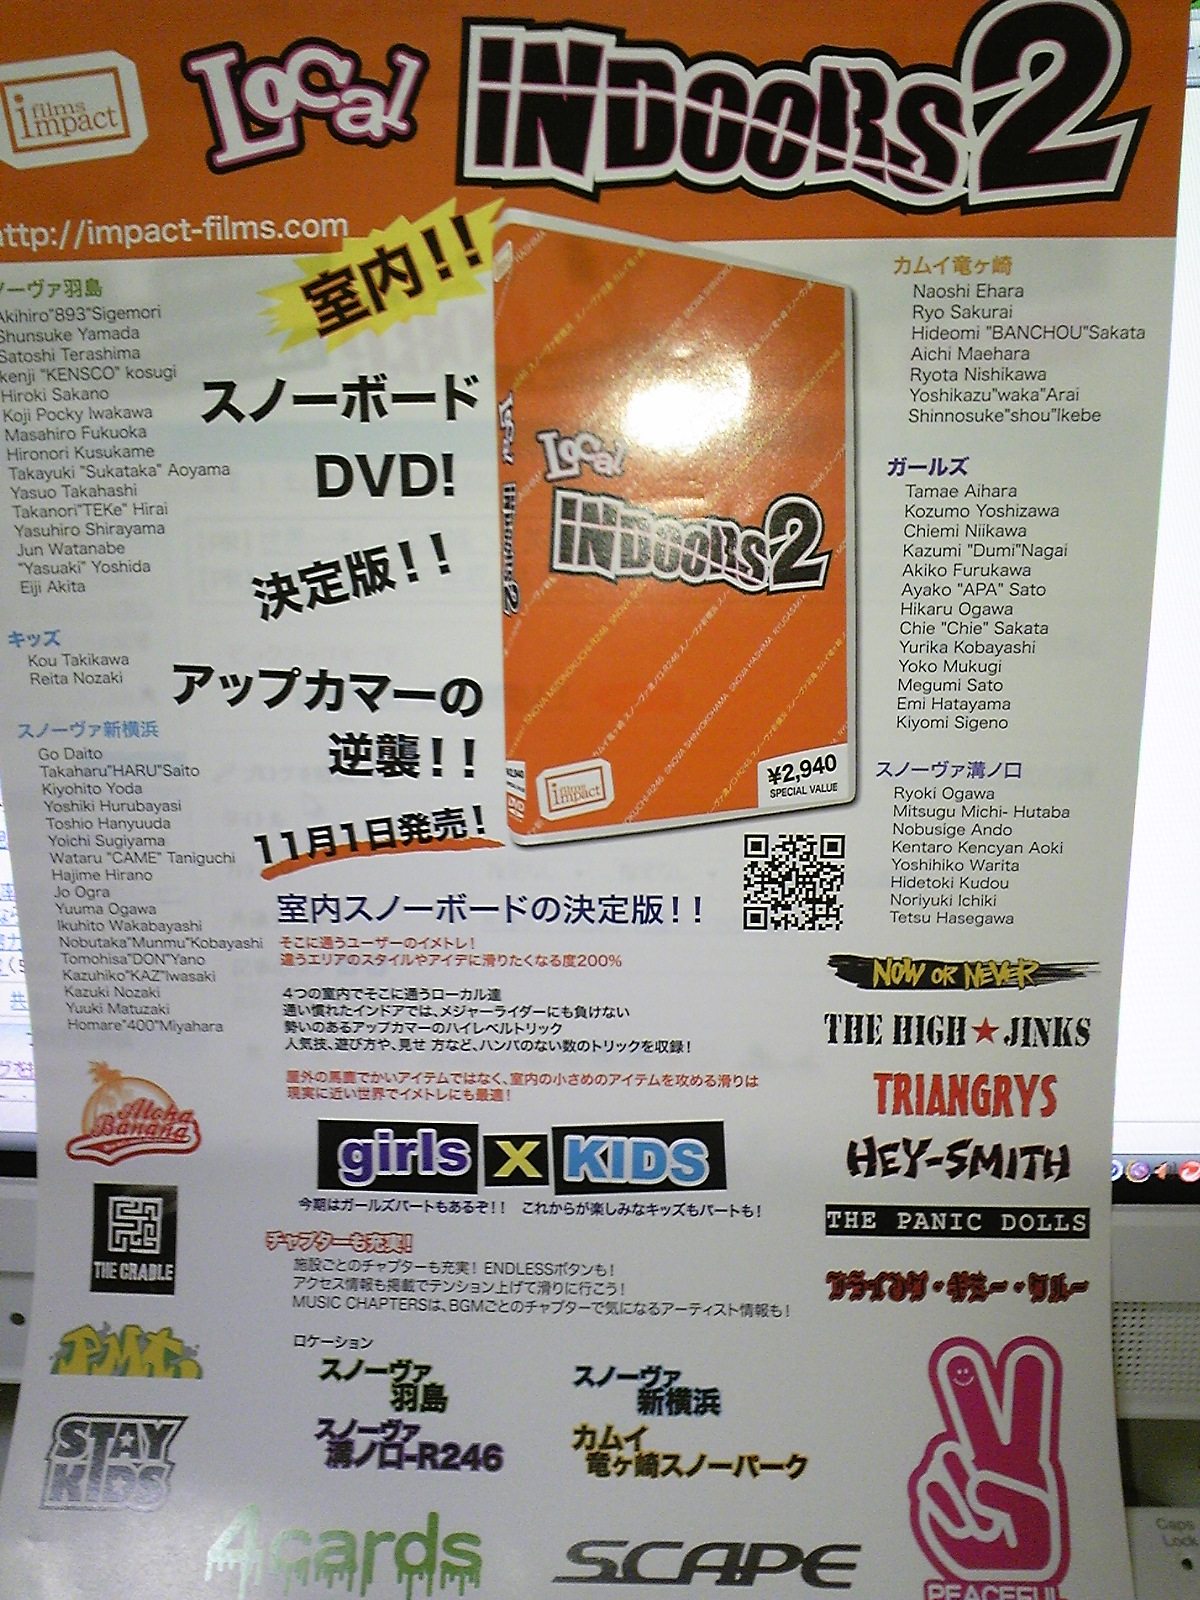 films
impact
Local
INDOORS2
ttp://impact-films.com
室内!!
スノーボード
DVD!
決定版!!
アップカマーの
逆襲!!
11月1日発売!
Local
INDOORS2
films
impact
¥2,940
SPECIAL VALUE
ーヴァ羽島
Akihiro"893"Sigemori
Shunsuke Yamada
Satoshi Terashima
kenji "KENSCO" kosugi
Hiroki Sakano
Koji Pocky Iwakawa
Masahiro Fukuoka
Hironori Kusukame
Takayuki "Sukataka" Aoyama
Yasuo Takahashi
Takanori"TEKe" Hirai
Yasuhiro Shirayama
Jun Watanabe
"Yasuaki" Yoshida
Eiji Akita
キッズ
Kou Takikawa
Reita Nozaki
スノーヴァ新横浜
Go Daito
Takaharu"HARU"Saito
Kiyohito Yoda
Yoshiki Hurubayasi
Toshio Hanyuuda
Yoichi Sugiyama
Wataru "CAME" Taniguchi
Hajime Hirano
Jo Ogra
Yuuma Ogawa
Ikuhito Wakabayashi
Nobutaka"Munmu"Kobayashi
Tomohisa"DON"Yano
Kazuhiko"KAZ"Iwasaki
Kazuki Nozaki
Yuuki Matuzaki
Homare"400"Miyahara
カムイ竜ヶ崎
Naoshi Ehara
Ryo Sakurai
Hideomi "BANCHOU"Sakata
Aichi Maehara
Ryota Nishikawa
Yoshikazu"waka"Arai
Shinnosuke"shou"Ikebe
ガールズ
Tamae Aihara
Kozumo Yoshizawa
Chiemi Niikawa
Kazumi "Dumi"Nagai
Akiko Furukawa
Ayako "APA" Sato
Hikaru Ogawa
Chie "Chie" Sakata
Yurika Kobayashi
Yoko Mukugi
Megumi Sato
Emi Hatayama
Kiyomi Sigeno
スノーヴァ溝ノ口
Ryoki Ogawa
Mitsugu Michi- Hutaba
Nobusige Ando
Kentaro Kencyan Aoki
Yoshihiko Warita
Hidetoki Kudou
Noriyuki Ichiki
Tetsu Hasegawa
室内スノーボードの決定版!!
そこに通うユーザーのイメトレ!
違うエリアのスタイルやアイデに滑りたくなる度200%
4つの室内でそこに通うローカル達
通い慣れたインドアでは、メジャーライダーにも負けない
勢いのあるアップカマーのハイレベルトリック
人気技、遊び方や、見せ 方など、ハンパのない数のトリックを収録!
屋外の馬鹿でかいアイテムではなく、室内の小さめのアイテムを攻める滑りは
現実に近い世界でイメトレにも最適!
girls X KIDS
今期はガールズパートもあるぞ!! これからが楽しみなキッズもパートも!
チャプターも充実!
施設ごとのチャプターも充実! ENDLESSボタンも!
アクセス情報も掲載でテンション上げて滑りに行こう!
MUSIC CHAPTERSは、BGMごとのチャプターで気になるアーティスト情報も!
ロケーション
スノーヴァ
羽島
スノーヴァ
新横浜
スノーヴァ
溝ノ口-R246
カムイ
竜ヶ崎スノーパーク
Aloha
Banana
THE CRADLE
PMT.
STAY
KIDS
4cards
SCAPE
NOW OR NEVER
THE HIGH★JINKS
TRIANGRYS
HEY-SMITH
THE PANIC DOLLS
フライング・ギミー・クルー
PEACEFUL
Caps
Lock